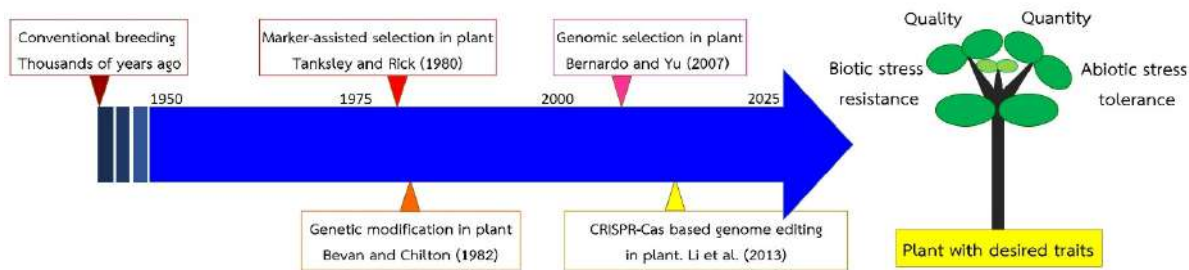 Conventional breeding
Thousands of years ago
Marker-assisted selection in plant
Tanksley and Rick (1980)
Genomic selection in plant
Bernardo and Yu (2007)
1950
1975
2000
2025
Genetic modification in plant
Bevan and Chilton (1982)
CRISPR-Cas based genome editing
in plant. Li et al. (2013)
Quality
Quantity
Biotic stress
resistance
Abiotic stress
tolerance
Plant with desired traits